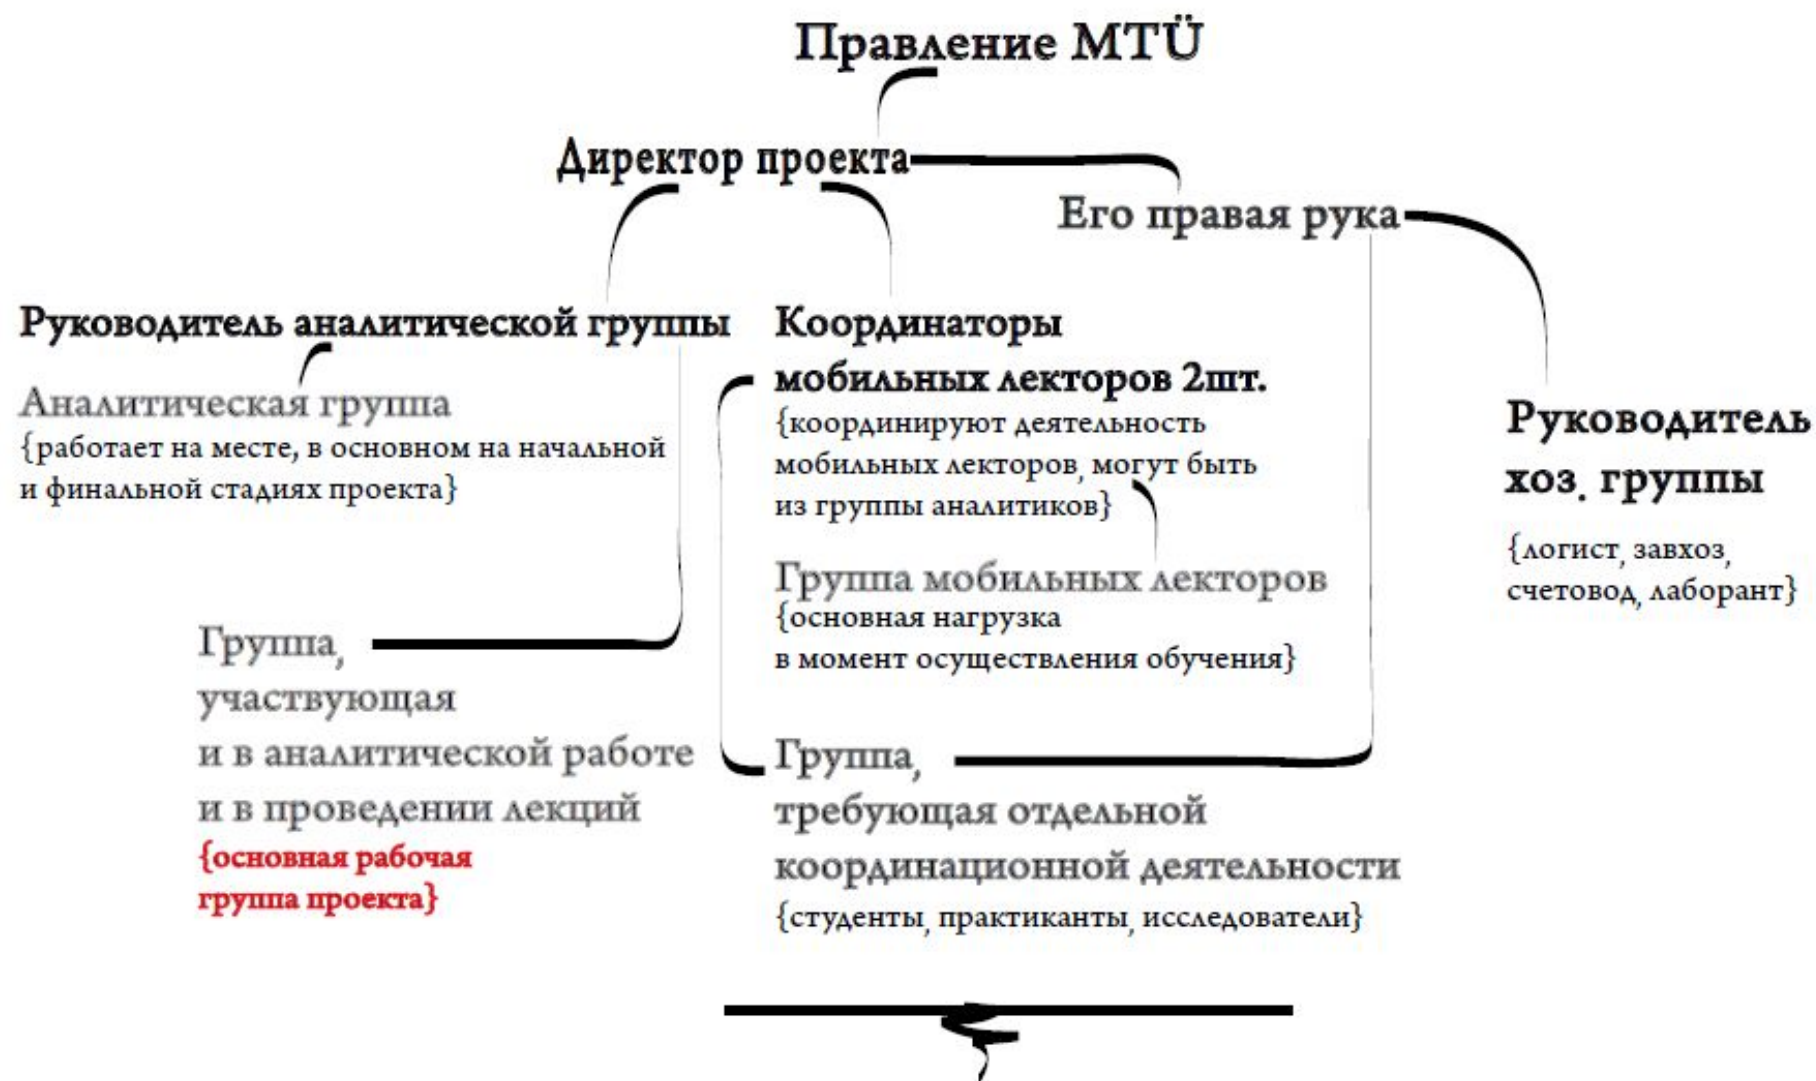 Правление MTÜ
Директор проекта
Его правая рука
Руководитель аналитической группы
Аналитическая группа
{работает на месте, в основном на начальной
и финальной стадиях проекта}
Группа,
участвующая
и в аналитической работе
и в проведении лекций
{основная рабочая
группа проекта}
Координаторы
мобильных лекторов 2шт.
{координируют деятельность
мобильных лекторов, могут быть
из группы аналитиков}
Группа мобильных лекторов
{основная нагрузка
в момент осуществления обучения}
Группа,
требующая отдельной
координационной деятельности
{студенты, практиканты, исследователи}
Руководитель
хоз. группы
{логист, завхоз,
счетовод, лаборант}